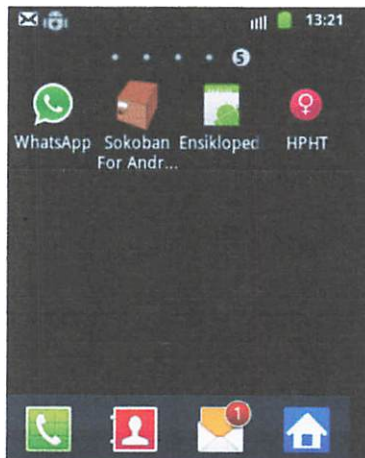 13:21
5
WhatsApp
Sokoban
For Andr...
Ensikloped
HPHT
1